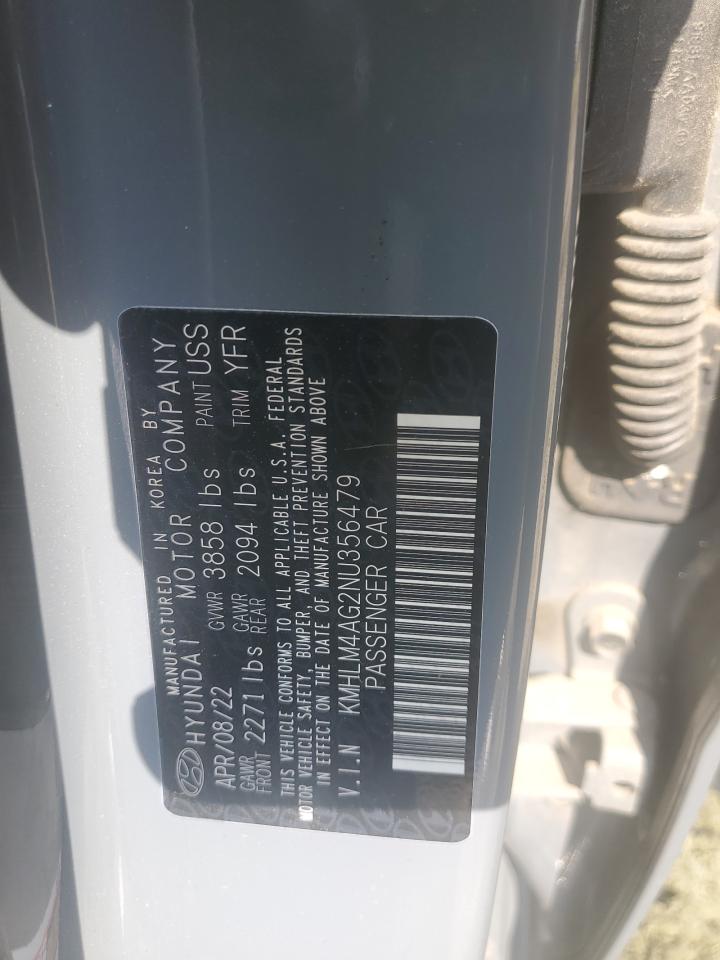 MANUFACTURED IN KOREA BY
HYUNDAI MOTOR COMPANY
APR/08/22 GVWR 3858 lbs PAINT USS
GAWR FRONT 2271 lbs GAWR REAR 2094 lbs TRIM YFR
THIS VEHICLE CONFORMS TO ALL APPLICABLE U.S.A. FEDERAL
MOTOR VEHICLE SAFETY, BUMPER, AND THEFT PREVENTION STANDARDS
IN EFFECT ON THE DATE OF MANUFACTURE SHOWN ABOVE
V.I.N KMHLM4AG2NU356479
PASSENGER CAR